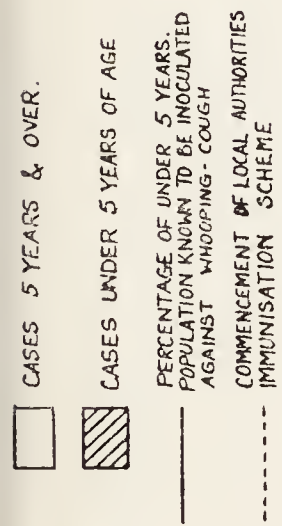 CASES 5 YEARS & OVER.
CASES UNDER 5 YEARS OF AGE
PERCENTAGE OF UNDER 5 YEARS.
POPULATION KNOWN TO BE INOCULATED
AGAINST WHOOPING-COUGH
COMMENCEMENT OF LOCAL AUTHORITIES
IMMUNISATION SCHEME